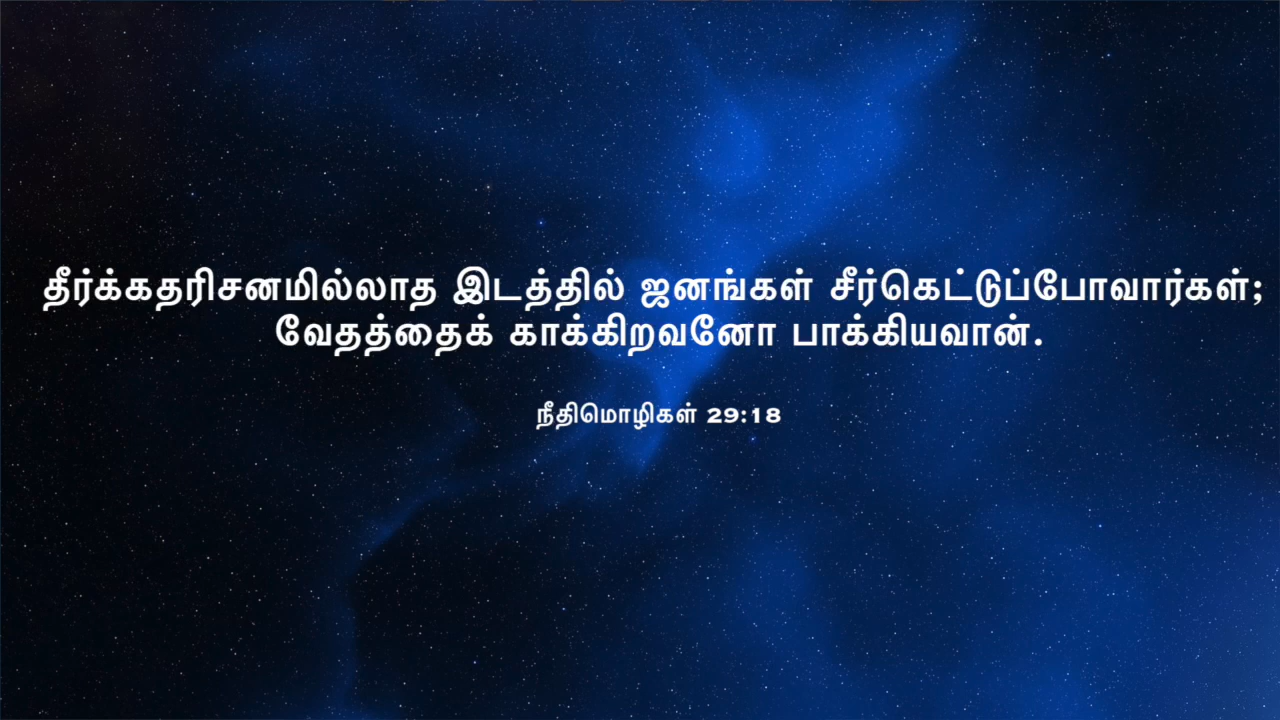 தீர்க்கதரிசனமில்லாத இடத்தில் ஜனங்கள் சீர்கெட்டுப்போவார்கள்;
வேதத்தைக் காக்கிறவனோ பாக்கியவான்.
நீதிமொழிகள் 29:18